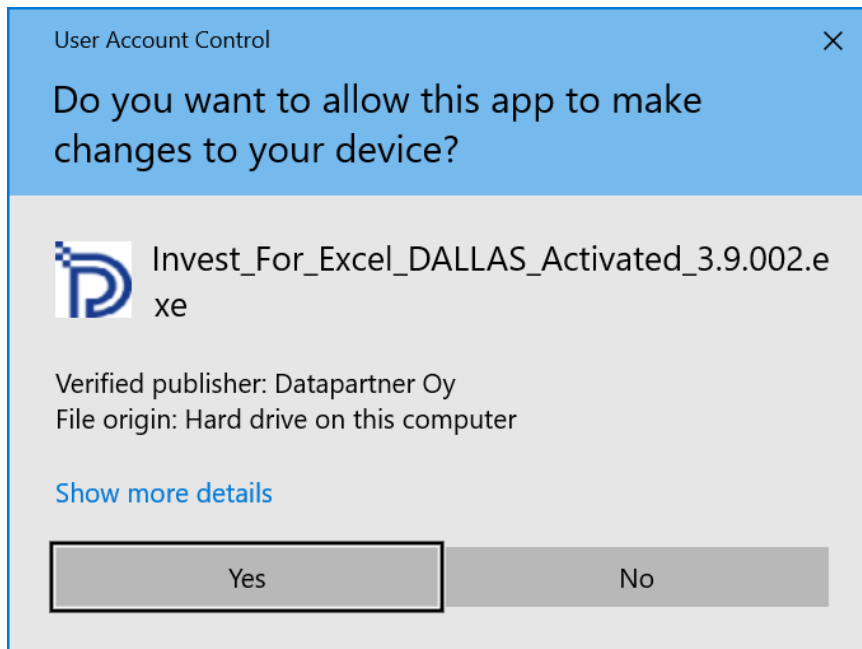 User Account Control
Do you want to allow this app to make
changes to your device?
Invest_For_Excel_DALLAS_Activated_3.9.002.e
xe
Verified publisher: Datapartner Oy
File origin: Hard drive on this computer
Show more details
Yes
No